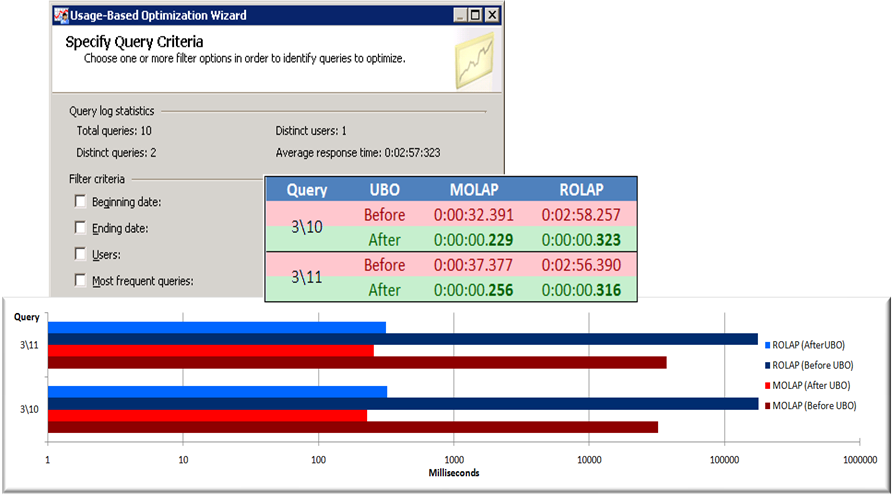 Usage-Based Optimization Wizard
Specify Query Criteria
Choose one or more filter options in order to identify queries to optimize.
Query log statistics
Total queries: 10 Distinct users: 1
Distinct queries: 2 Average response time: 0:02:57:323
Filter criteria
Beginning date:
Ending date:
Users:
Most frequent queries:
Query UBO MOLAP ROLAP
3\10 Before 0:00:32.391 0:02:58.257
After 0:00:00.229 0:00:00.323
3\11 Before 0:00:37.377 0:02:56.390
After 0:00:00.256 0:00:00.316
Query
3\11
3\10
ROLAP (AfterUBO)
ROLAP (Before UBO)
MOLAP (After UBO)
MOLAP (Before UBO)
1 10 100 1000 10000 100000 1000000
Milliseconds